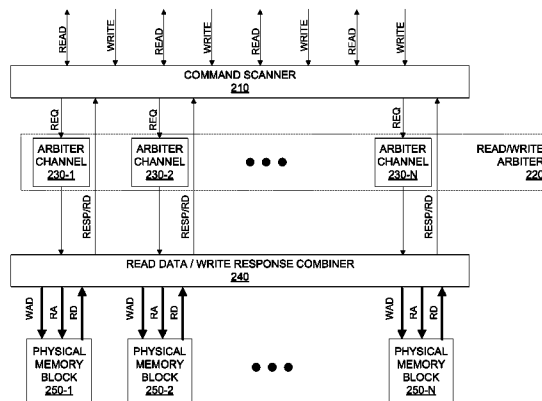 READ WRITE READ WRITE READ WRITE READ WRITE
COMMAND SCANNER
210
REQ REQ REQ
ARBITER
CHANNEL
230-1
ARBITER
CHANNEL
230-2
ARBITER
CHANNEL
230-N
READ/WRITE
ARBITER
220
RESP/RD RESP/RD RESP/RD
READ DATA / WRITE RESPONSE COMBINER
240
WAD RA RD WAD RA RD WAD RA RD
PHYSICAL
MEMORY
BLOCK
250-1
PHYSICAL
MEMORY
BLOCK
250-2
PHYSICAL
MEMORY
BLOCK
250-N